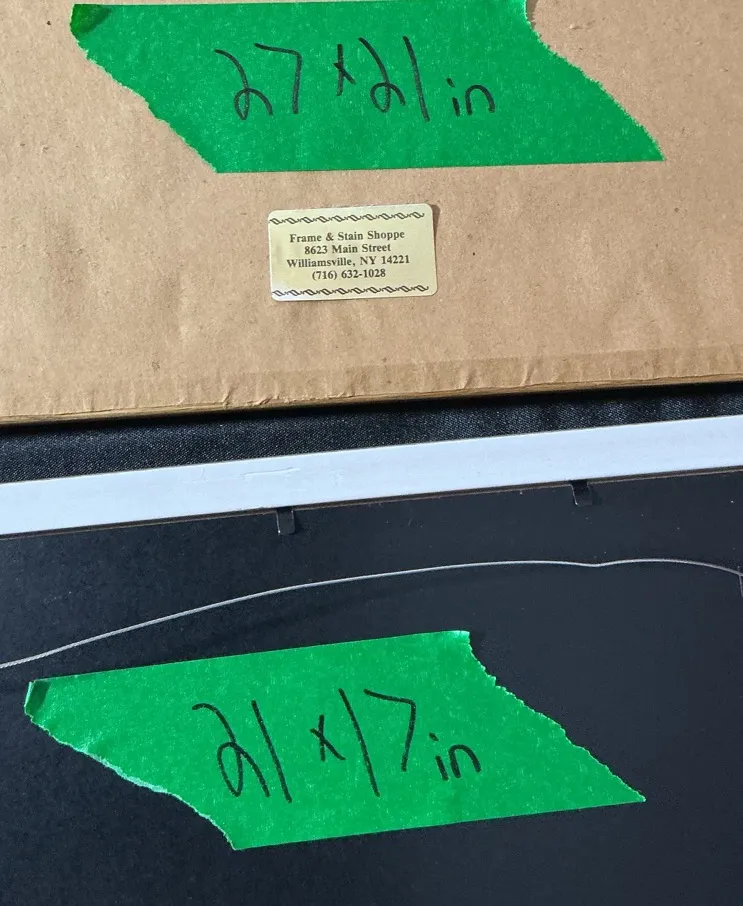 27 x 21 in
Frame & Stain Shoppe
8623 Main Street
Williamsville, NY 14221
(716) 632-1028
21 x 17 in